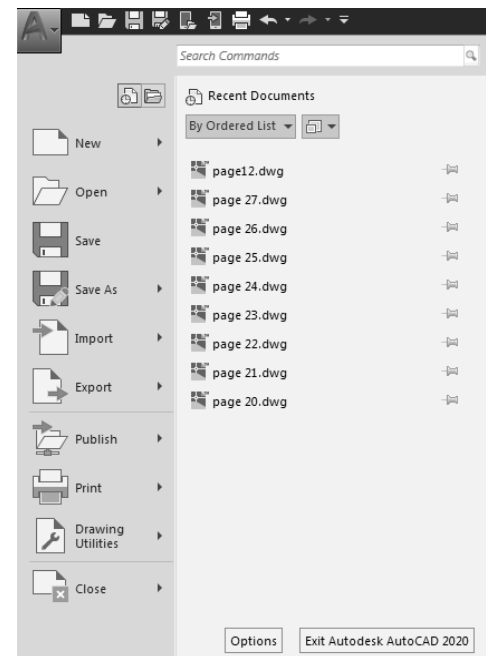 A
Search Commands
Recent Documents
By Ordered List
New
Open
Save
Save As
Import
Export
Publish
Print
Drawing
Utilities
Close
page12.dwg
page 27.dwg
page 26.dwg
page 25.dwg
page 24.dwg
page 23.dwg
page 22.dwg
page 21.dwg
page 20.dwg
Options
Exit Autodesk AutoCAD 2020